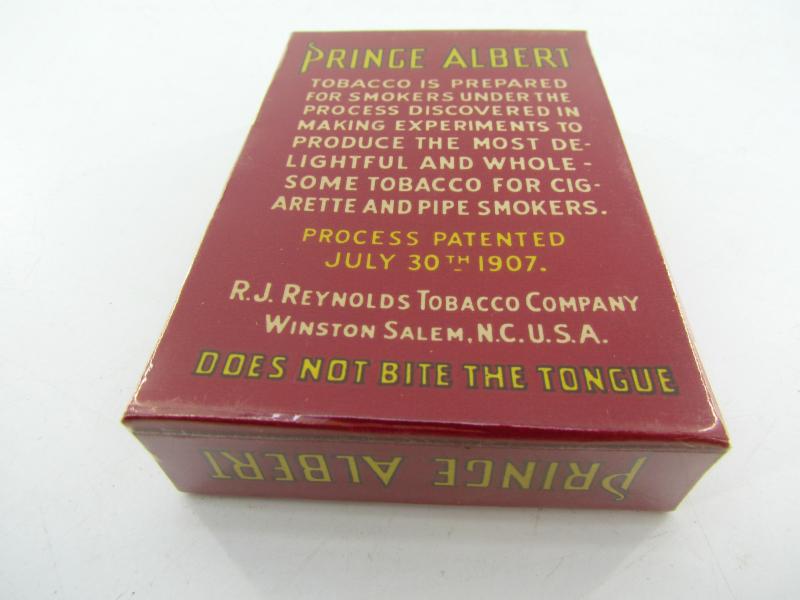 PRINCE ALBERT
TOBACCO IS PREPARED
FOR SMOKERS UNDER THE
PROCESS DISCOVERED IN
MAKING EXPERIMENTS TO
PRODUCE THE MOST DE-
LIGHTFUL AND WHOLE-
SOME TOBACCO FOR CIG-
ARETTE AND PIPE SMOKERS.
PROCESS PATENTED
JULY 30TH 1907.
R.J. REYNOLDS TOBACCO COMPANY
WINSTON SALEM, N.C. U.S.A.
DOES NOT BITE THE TONGUE
PRINCE ALBERT